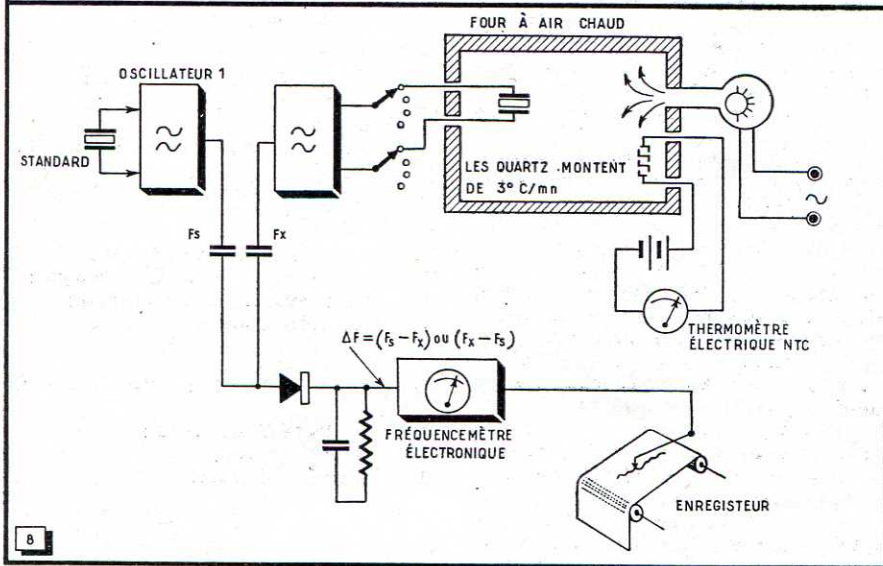 FOUR À AIR CHAUD
OSCILLATEUR 1
STANDARD
LES QUARTZ MONTENT
DE 3° C/mn
Fs
Fx
THERMOMÈTRE
ÉLECTRIQUE NTC
ΔF = (Fs – Fx) ou (Fx – Fs)
FRÉQUENCEMÈTRE
ÉLECTRONIQUE
ENREGISTEUR
8